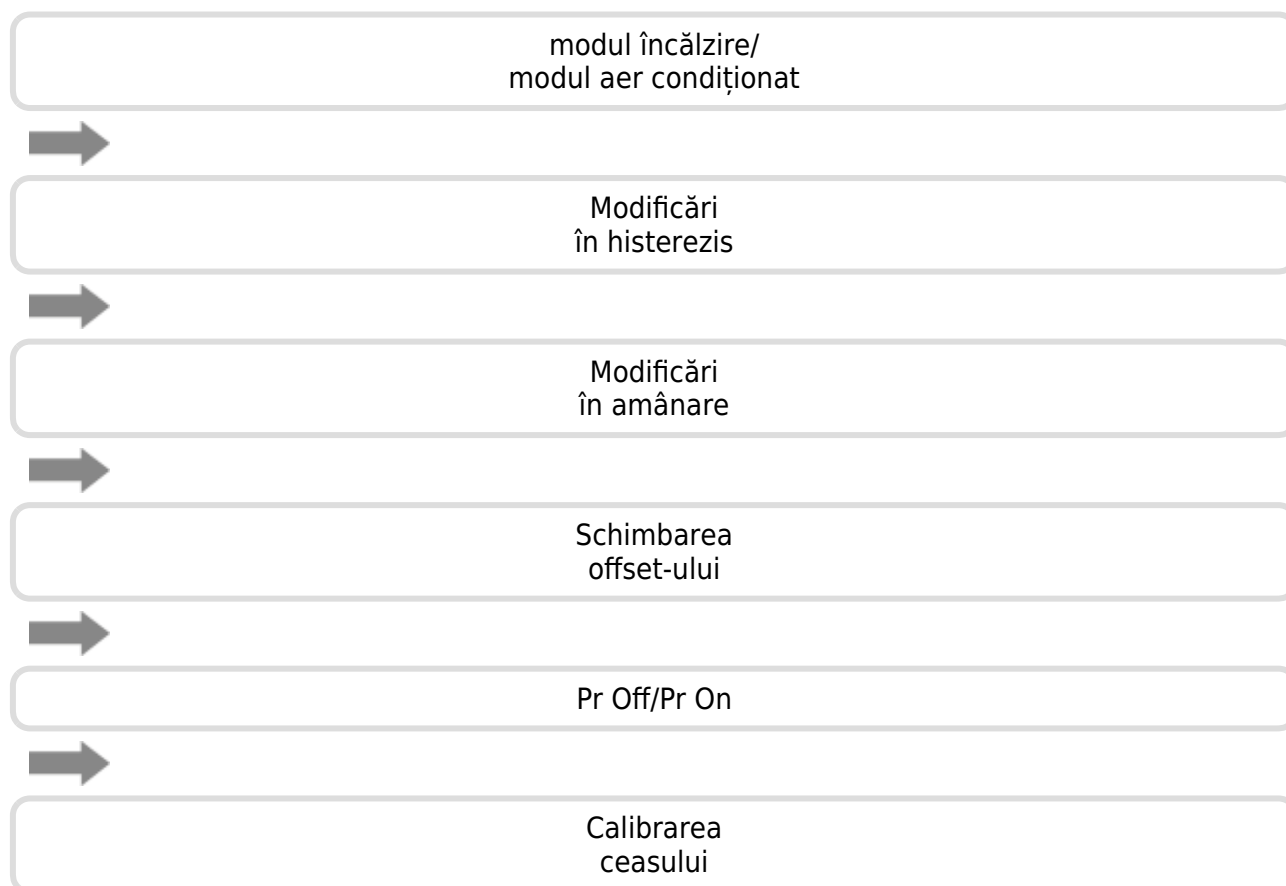 modul încălzire/
modul aer condiționat
Modificări
în histerezis
Modificări
în amânare
Schimbarea
offset-ului
Pr Off/Pr On
Calibrarea
ceasului